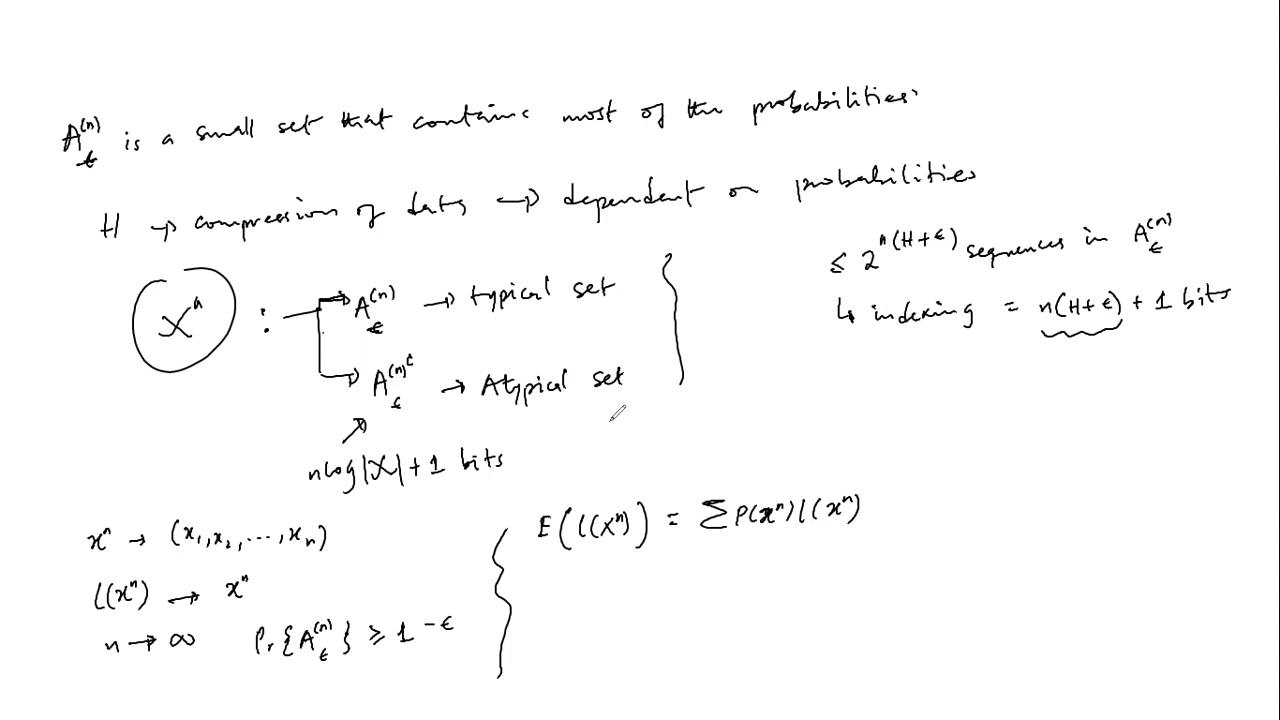 A_ϵ^(n) is a small set that contains most of the probabilities.
H → compression of data → dependent on probabilities
≤ 2^n(H+ϵ) sequences in A_ϵ^(n)
↳ indexing = n(H+ϵ) + 1 bits
X^n : → A_ϵ^(n) → typical set
→ A_ϵ^(n)^c → Atypical set
n log|X| + 1 bits
x^n → (x₁, x₂, ..., x_n)
l(x^n) → x^n
n → ∞ Pr{A_ϵ^(n)} ≥ 1 - ϵ
E(l(X^n)) = Σ P(x^n) l(x^n)